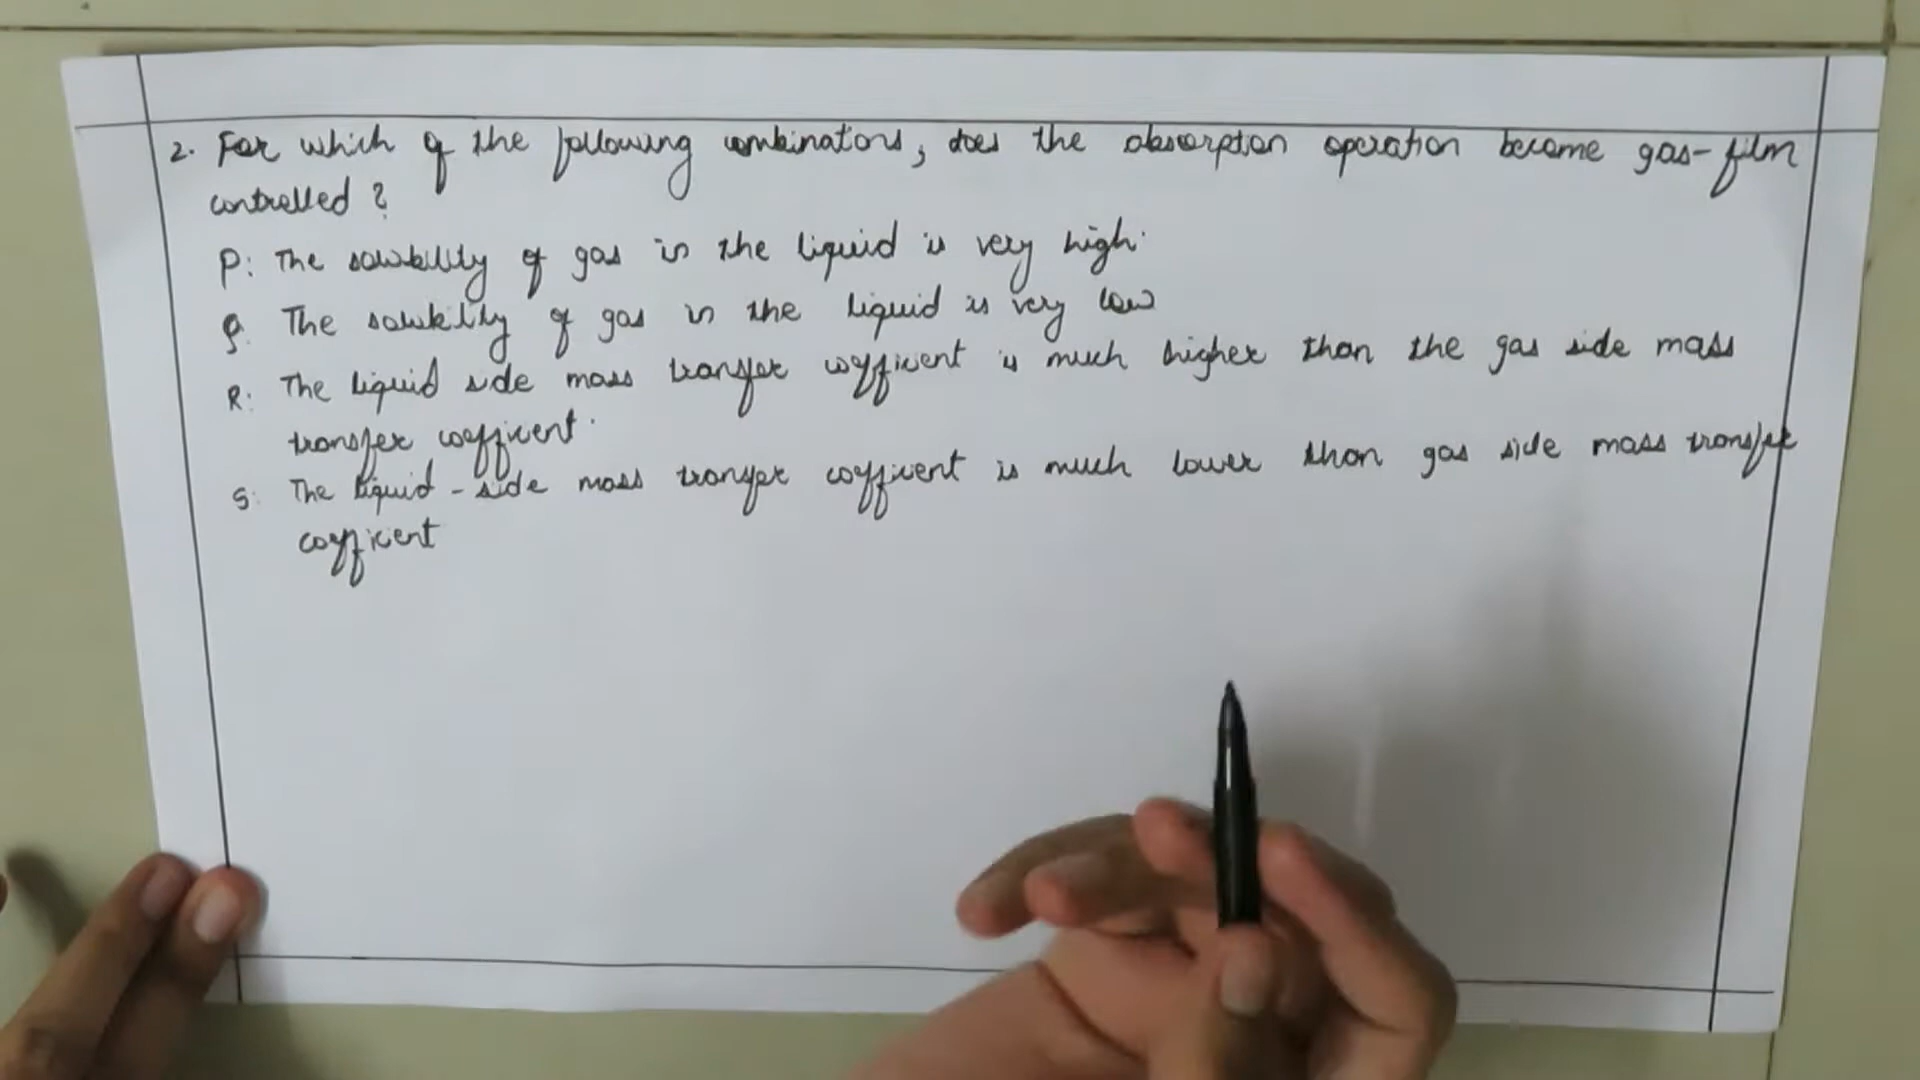 2. For which of the following combinations, does the absorption operation become gas-film
controlled ?
P: The solubility of gas in the liquid is very high.
Q. The solubility of gas in the liquid is very low
R: The liquid side mass transfer coefficient is much higher than the gas side mass
transfer coefficent.
S: The liquid - side mass transfer coefficent is much lower than gas side mass transfer
coefficient